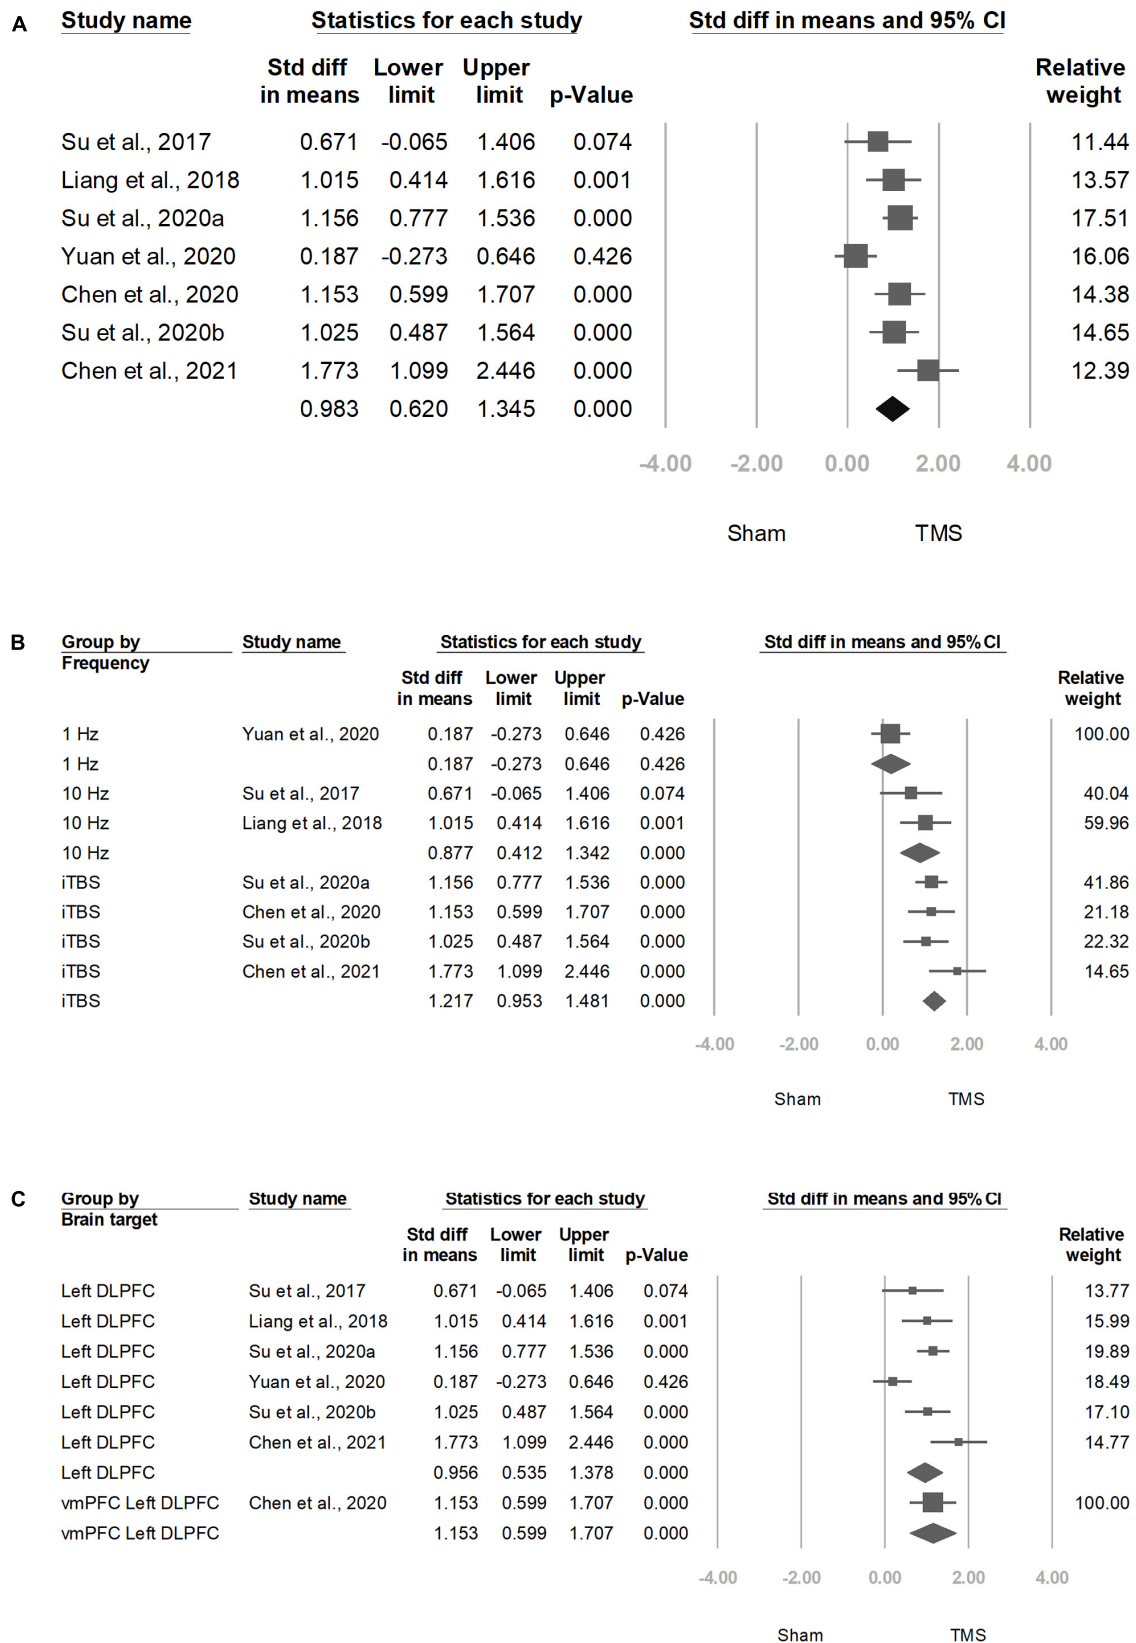 A Study name Statistics for each study Std diff in means and 95% CI
Std diff Lower Upper Relative
in means limit limit p-Value weight
Su et al., 2017 0.671 -0.065 1.406 0.074 11.44
Liang et al., 2018 1.015 0.414 1.616 0.001 13.57
Su et al., 2020a 1.156 0.777 1.536 0.000 17.51
Yuan et al., 2020 0.187 -0.273 0.646 0.426 16.06
Chen et al., 2020 1.153 0.599 1.707 0.000 14.38
Su et al., 2020b 1.025 0.487 1.564 0.000 14.65
Chen et al., 2021 1.773 1.099 2.446 0.000 12.39
0.983 0.620 1.345 0.000
-4.00 -2.00 0.00 2.00 4.00
Sham TMS
B Group by Study name Statistics for each study Std diff in means and 95% CI
Frequency
Std diff Lower Upper Relative
in means limit limit p-Value weight
1 Hz Yuan et al., 2020 0.187 -0.273 0.646 0.426 100.00
1 Hz 0.187 -0.273 0.646 0.426
10 Hz Su et al., 2017 0.671 -0.065 1.406 0.074 40.04
10 Hz Liang et al., 2018 1.015 0.414 1.616 0.001 59.96
10 Hz 0.877 0.412 1.342 0.000
iTBS Su et al., 2020a 1.156 0.777 1.536 0.000 41.86
iTBS Chen et al., 2020 1.153 0.599 1.707 0.000 21.18
iTBS Su et al., 2020b 1.025 0.487 1.564 0.000 22.32
iTBS Chen et al., 2021 1.773 1.099 2.446 0.000 14.65
iTBS 1.217 0.953 1.481 0.000
-4.00 -2.00 0.00 2.00 4.00
Sham TMS
C Group by Study name Statistics for each study Std diff in means and 95% CI
Brain target
Std diff Lower Upper Relative
in means limit limit p-Value weight
Left DLPFC Su et al., 2017 0.671 -0.065 1.406 0.074 13.77
Left DLPFC Liang et al., 2018 1.015 0.414 1.616 0.001 15.99
Left DLPFC Su et al., 2020a 1.156 0.777 1.536 0.000 19.89
Left DLPFC Yuan et al., 2020 0.187 -0.273 0.646 0.426 18.49
Left DLPFC Su et al., 2020b 1.025 0.487 1.564 0.000 17.10
Left DLPFC Chen et al., 2021 1.773 1.099 2.446 0.000 14.77
Left DLPFC 0.956 0.535 1.378 0.000
vmPFC Left DLPFC Chen et al., 2020 1.153 0.599 1.707 0.000 100.00
vmPFC Left DLPFC 1.153 0.599 1.707 0.000
-4.00 -2.00 0.00 2.00 4.00
Sham TMS